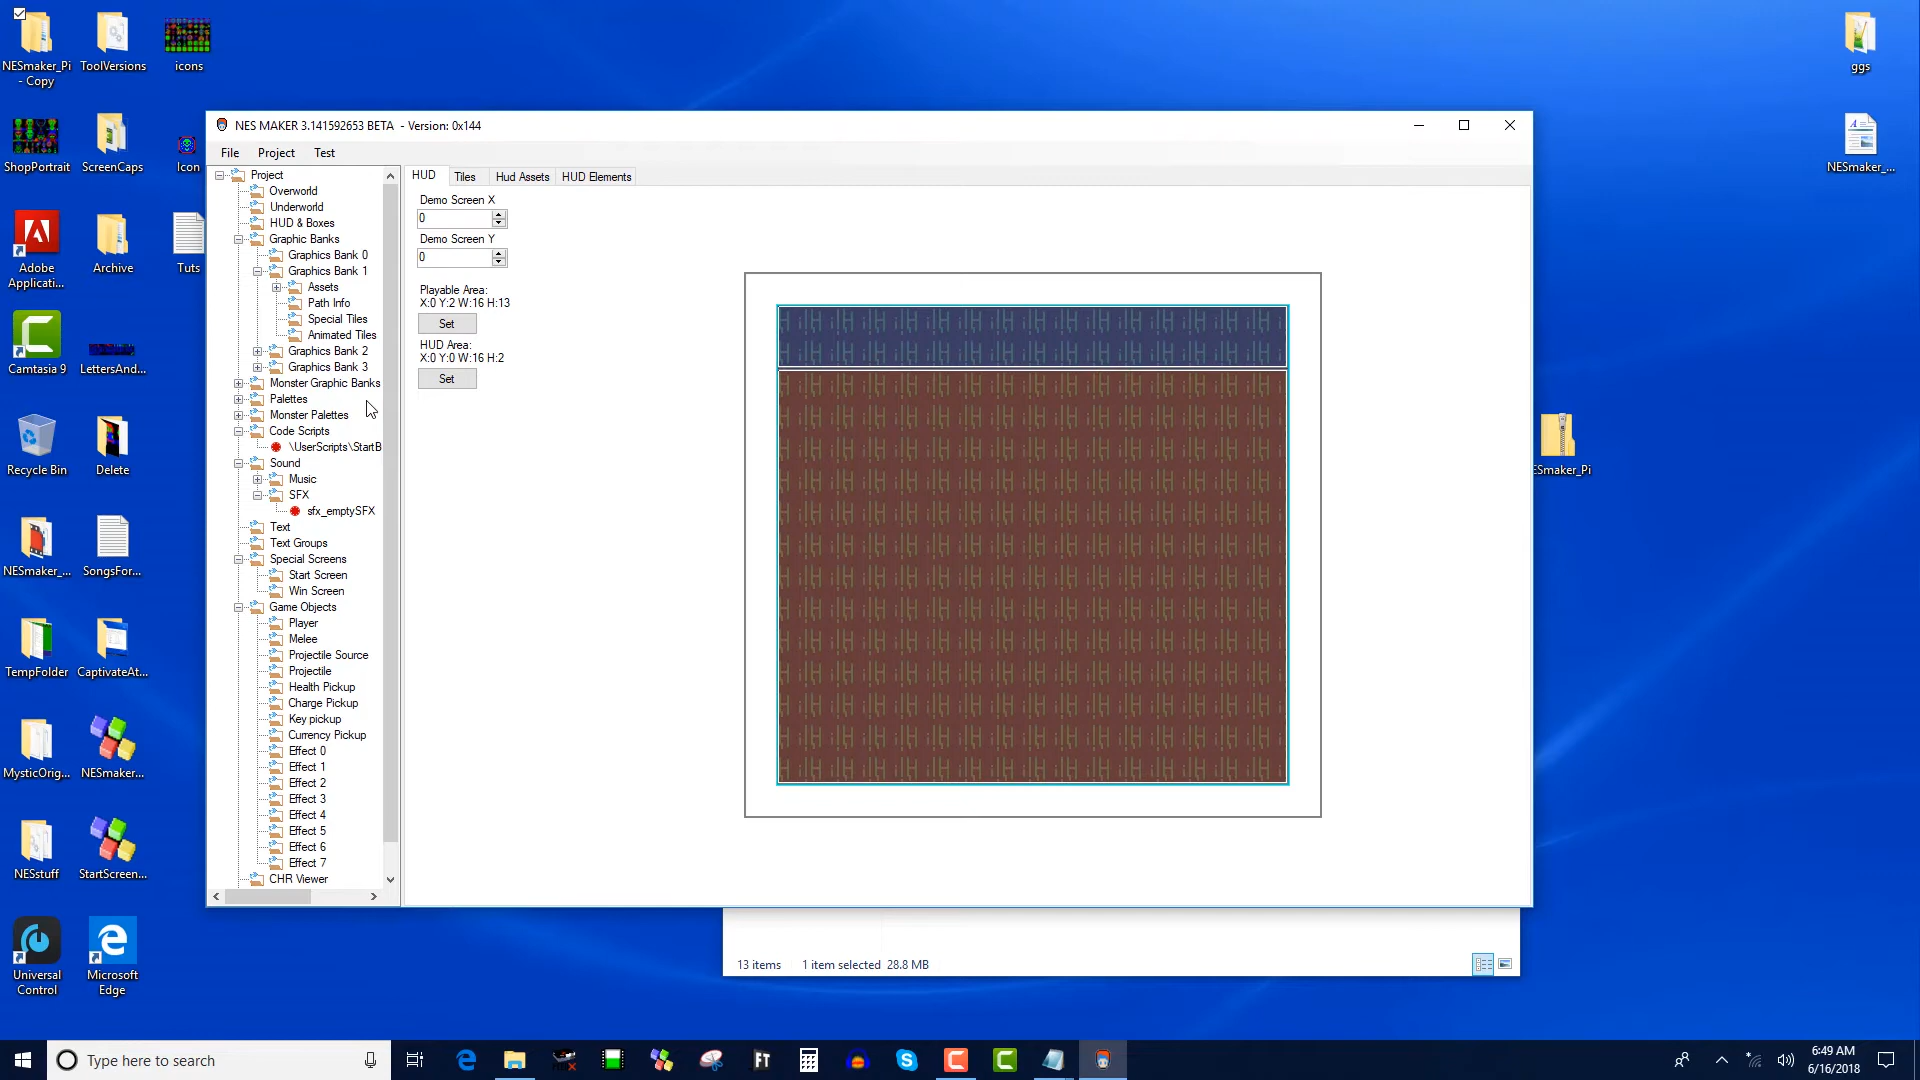 NESmaker_Pi
- Copy
ToolVersions
icons
ggs
ShopPortrait
ScreenCaps
Icon
NESmaker_...
Adobe
Applicati...
Archive
Tuts
Camtasia 9
LettersAnd...
Recycle Bin
Delete
ESmaker_Pi
NESmaker_...
SongsFor...
TempFolder
CaptivateAt...
MysticOrig...
NESmaker...
NESstuff
StartScreen...
Universal
Control
Microsoft
Edge
NES MAKER 3.141592653 BETA - Version: 0x144
File Project Test
Project
Overworld
Underworld
HUD & Boxes
Graphic Banks
Graphics Bank 0
Graphics Bank 1
Assets
Path Info
Special Tiles
Animated Tiles
Graphics Bank 2
Graphics Bank 3
Monster Graphic Banks
Palettes
Monster Palettes
Code Scripts
\UserScripts\StartB
Sound
Music
SFX
sfx_emptySFX
Text
Text Groups
Special Screens
Start Screen
Win Screen
Game Objects
Player
Melee
Projectile Source
Projectile
Health Pickup
Charge Pickup
Key pickup
Currency Pickup
Effect 0
Effect 1
Effect 2
Effect 3
Effect 4
Effect 5
Effect 6
Effect 7
CHR Viewer
HUD Tiles Hud Assets HUD Elements
Demo Screen X
0
Demo Screen Y
0
Playable Area:
X:0 Y:2 W:16 H:13
Set
HUD Area:
X:0 Y:0 W:16 H:2
Set
13 items 1 item selected 28.8 MB
Type here to search
FT
6:49 AM
6/16/2018